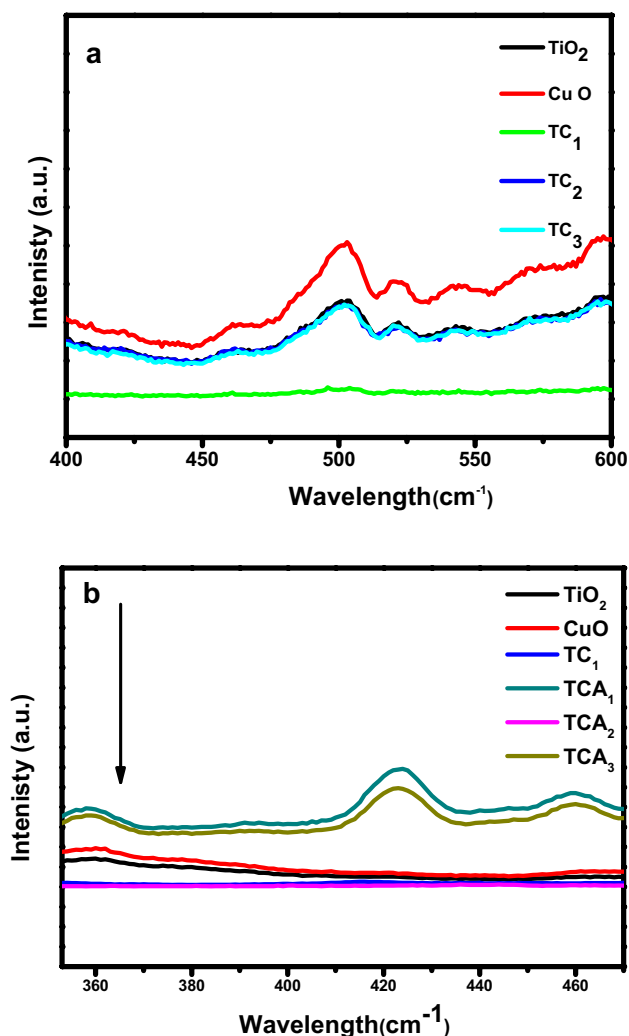 a
TiO2
Cu O
TC1
TC2
TC3
Intenisty (a.u.)
400 450 500 550 600
Wavelength(cm-1)
b
TiO2
CuO
TC1
TCA1
TCA2
TCA3
Intenisty (a.u.)
360 380 400 420 440 460
Wavelength(cm-1)